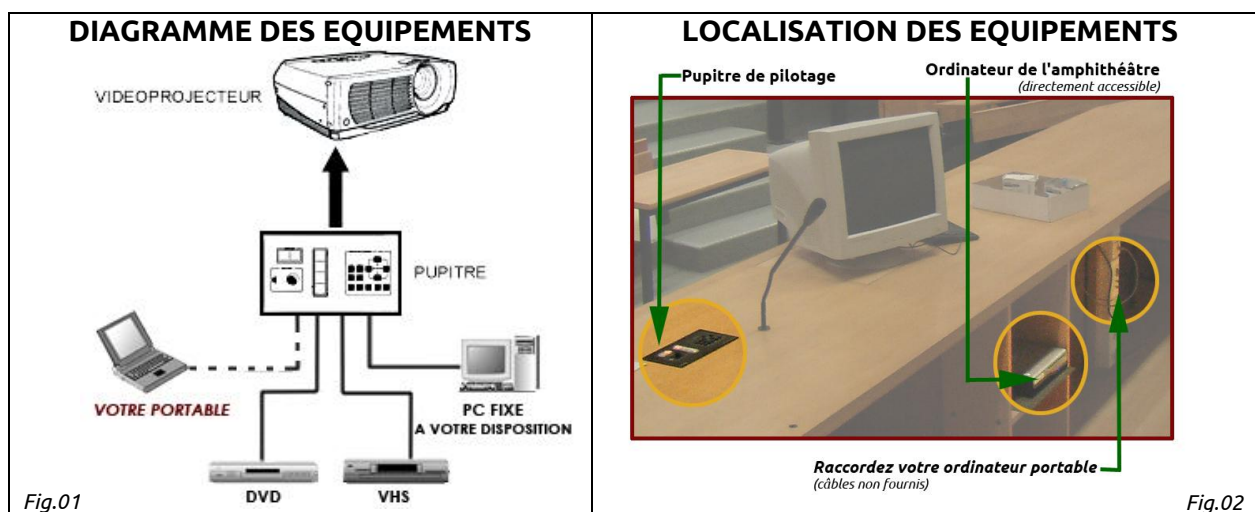 DIAGRAMME DES EQUIPEMENTS
VIDEOPROJECTEUR
PUPITRE
VOTRE PORTABLE
PC FIXE
A VOTRE DISPOSITION
DVD
VHS
Fig.01
LOCALISATION DES EQUIPEMENTS
Pupitre de pilotage
Ordinateur de l'amphithéâtre
(directement accessible)
Raccordez votre ordinateur portable
(câbles non fournis)
Fig.02